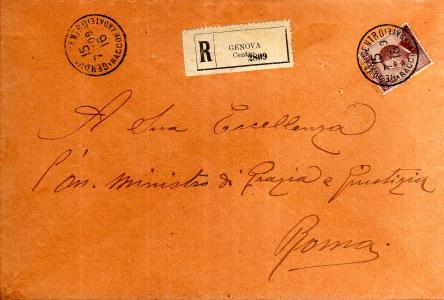 R
GENOVA
Centro
2809
A Sua Eccellenza
l'on. Ministro di Grazia e Giustizia
Roma